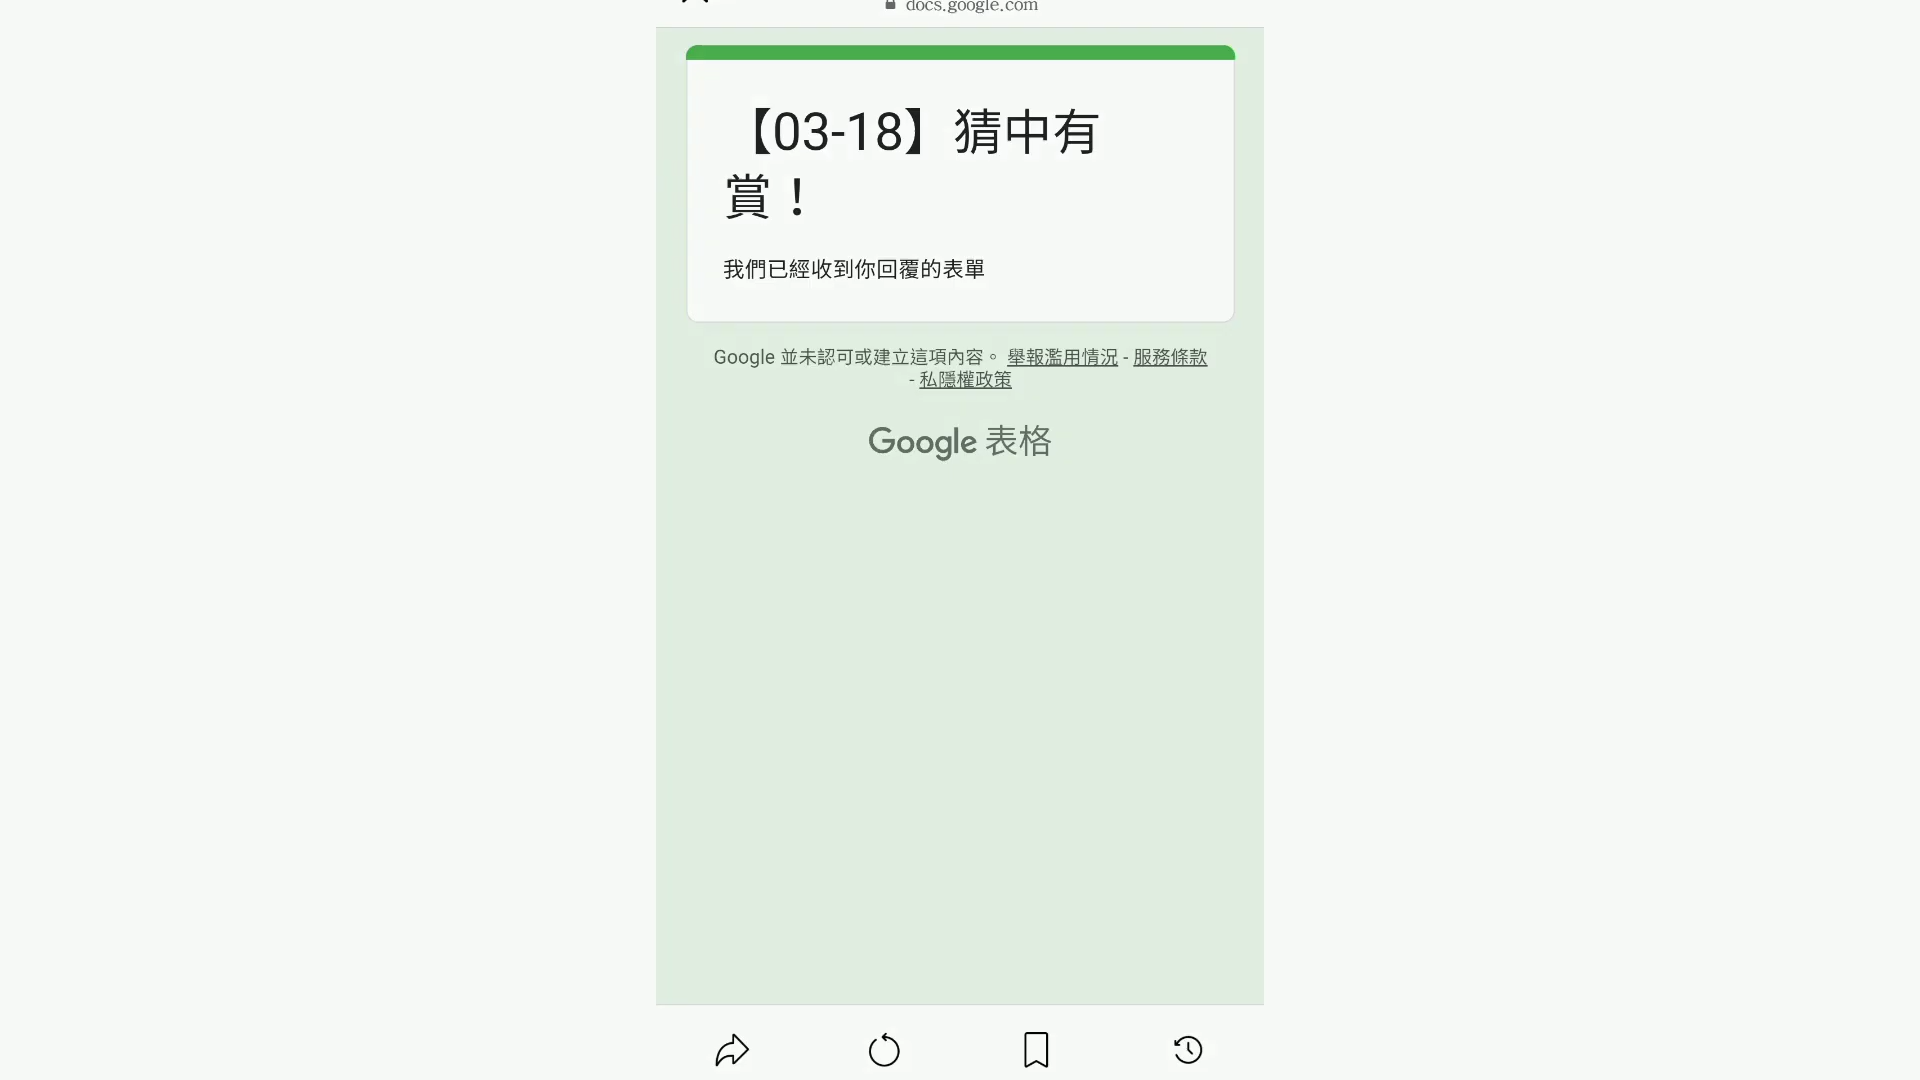 docs.google.com
【03-18】猜中有
賞！
我們已經收到你回覆的表單
Google 並未認可或建立這項內容。 舉報濫用情況 - 服務條款
- 私隱權政策
Google 表格